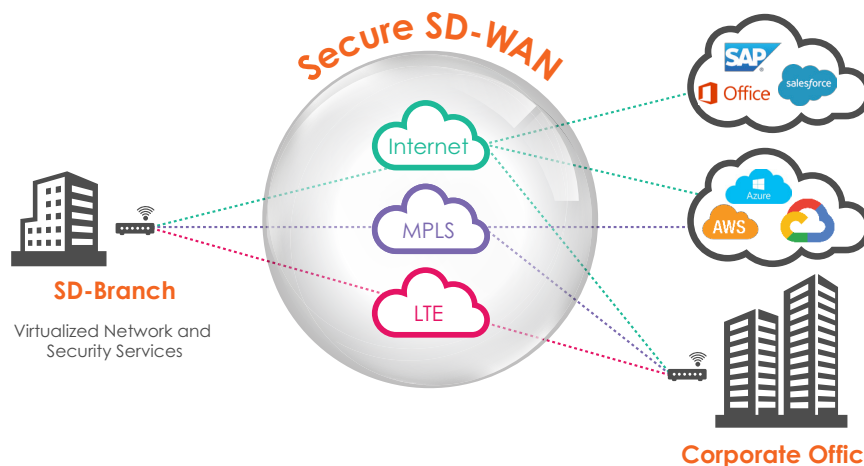 Secure SD-WAN
SAP
Office
salesforce
Internet
Azure
AWS
MPLS
SD-Branch
LTE
Virtualized Network and
Security Services
Corporate Offic